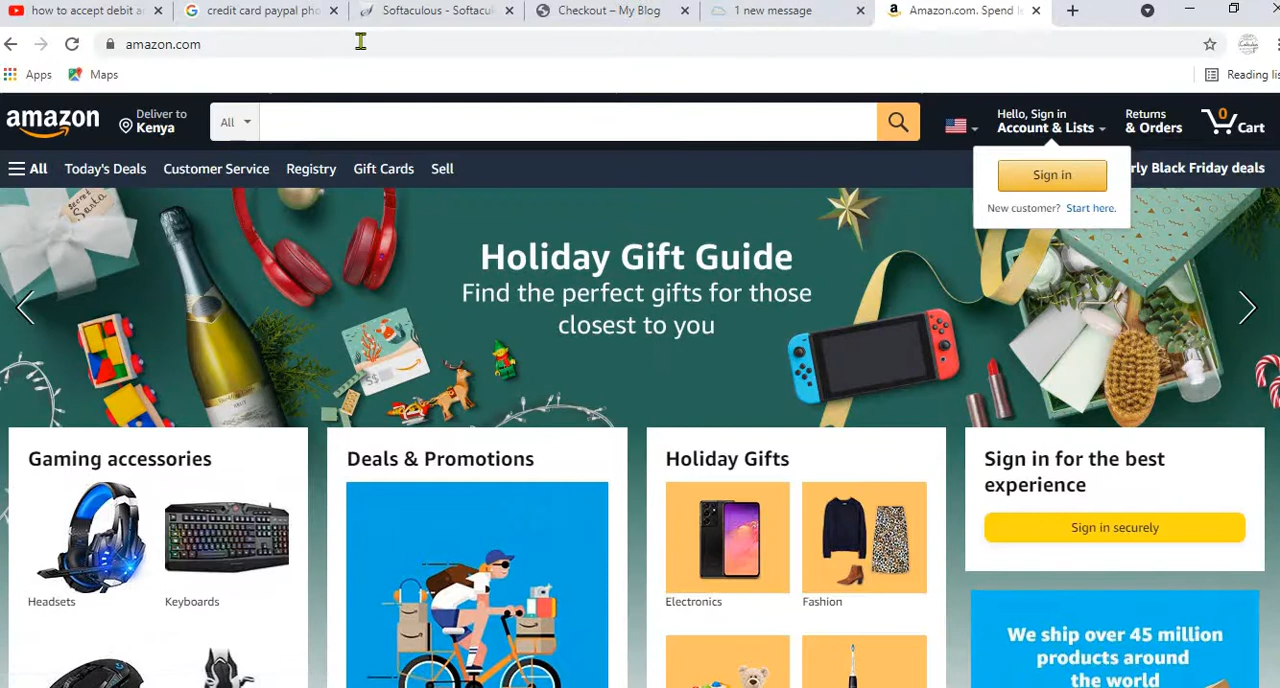 how to accept debit a
credit card paypal pho
Softaculous - Softacul
Checkout – My Blog
1 new message
Amazon.com. Spend le
amazon.com
Apps
Maps
Reading lis
amazon
Deliver to
Kenya
All
Hello, Sign in
Account & Lists
Returns
& Orders
0
Cart
All
Today's Deals
Customer Service
Registry
Gift Cards
Sell
rly Black Friday deals
Sign in
New customer? Start here.
Secret
Santa
Holiday Gift Guide
Find the perfect gifts for those
closest to you
Gaming accessories
Headsets
Keyboards
Deals & Promotions
Holiday Gifts
Electronics
Fashion
Sign in for the best
experience
Sign in securely
We ship over 45 million
products around
the world